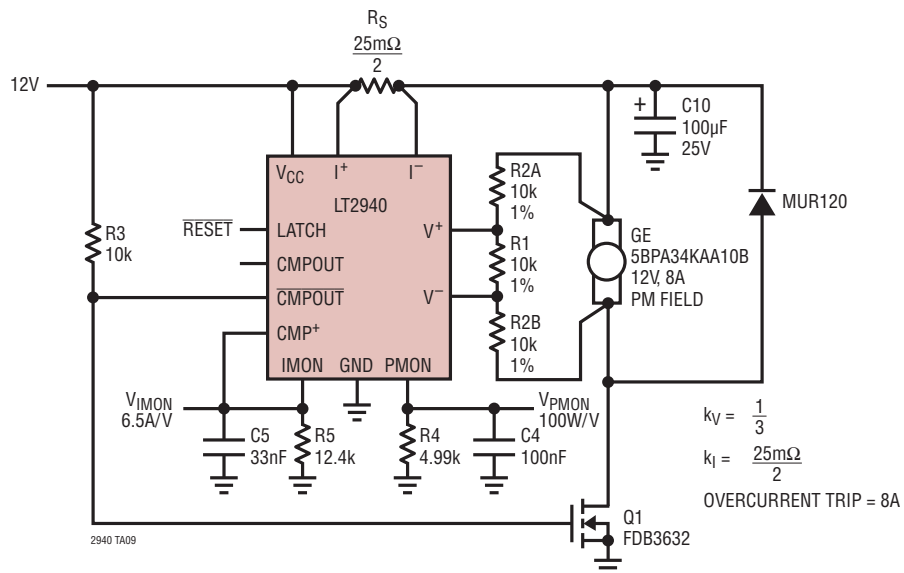 R_S
25mΩ
2
12V
C10
100µF
25V
V_CC
I⁺
I⁻
R2A
10k
1%
MUR120
LT2940
R̅E̅S̅E̅T̅
LATCH
V⁺
R3
10k
R1
10k
1%
GE
5BPA34KAA10B
12V, 8A
PM FIELD
CMPOUT
C̅M̅P̅O̅U̅T̅
V⁻
CMP⁺
R2B
10k
1%
IMON
GND
PMON
V_IMON
6.5A/V
V_PMON
100W/V
C5
33nF
R5
12.4k
R4
4.99k
C4
100nF
k_V = 1/3
k_I = 25mΩ/2
OVERCURRENT TRIP = 8A
Q1
FDB3632
2940 TA09